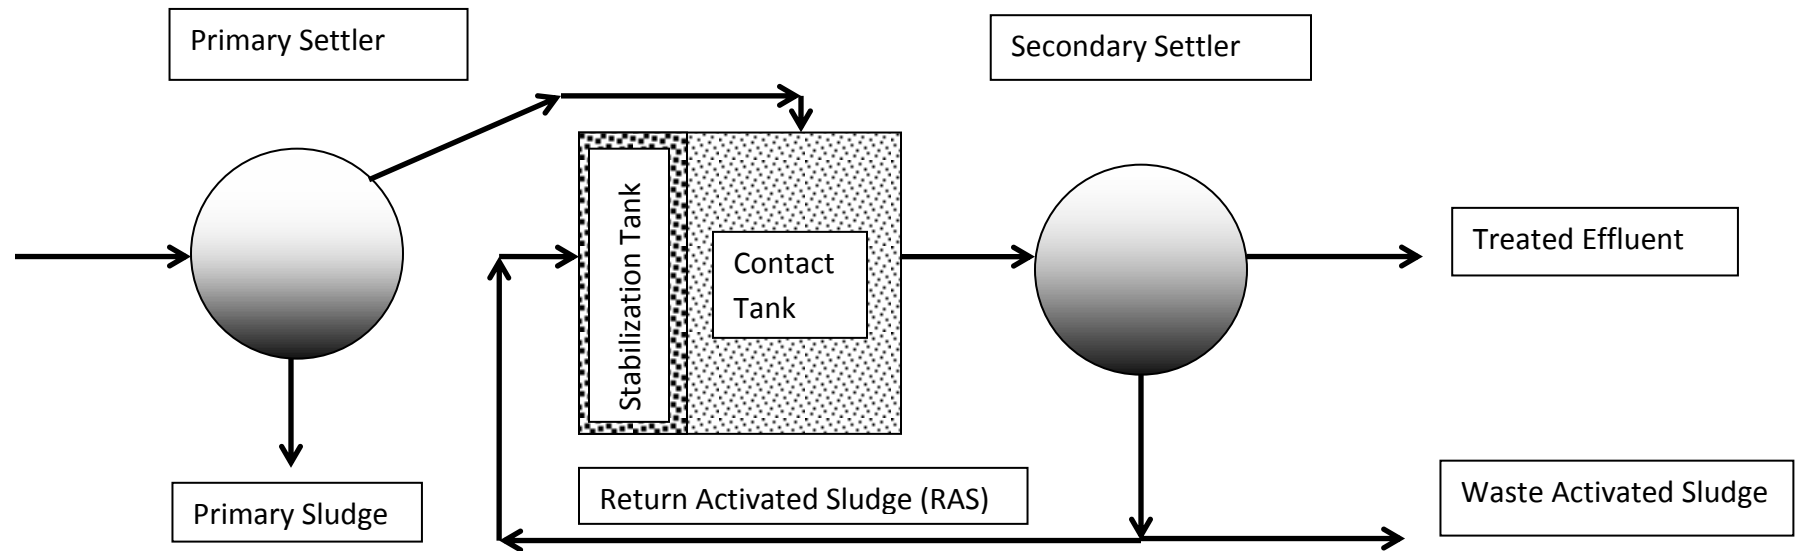 Primary Settler
Secondary Settler
Stabilization Tank
Contact
Tank
Treated Effluent
Primary Sludge
Return Activated Sludge (RAS)
Waste Activated Sludge